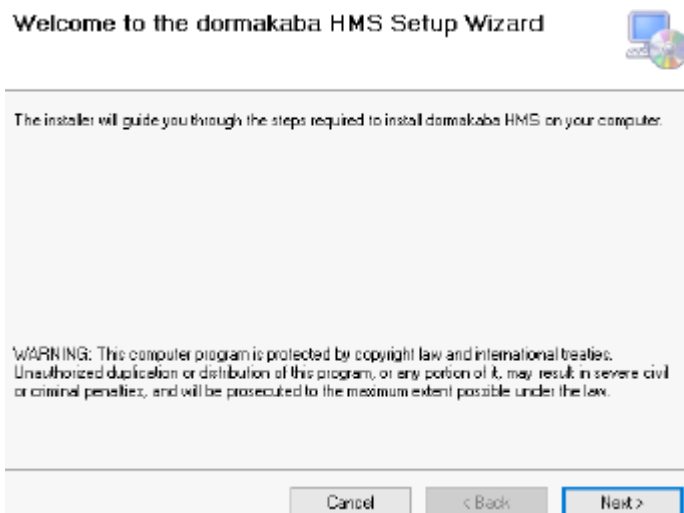 Welcome to the dormakaba HMS Setup Wizard
The installer will guide you through the steps required to install dormakaba HMS on your computer.
WARNING: This computer program is protected by copyright law and international treaties.
Unauthorized duplication or distribution of this program, or any portion of it, may result in severe civil
or criminal penalties, and will be prosecuted to the maximum extent possible under the law.
Cancel
< Back
Next >